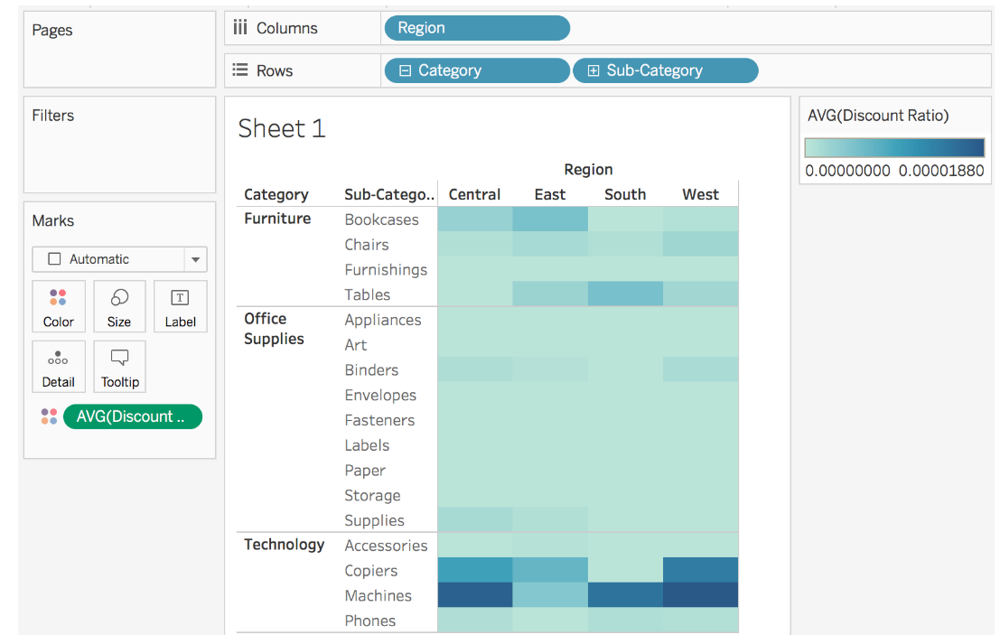 Pages
Columns
Region
Rows
Category
Sub-Category
Filters
Marks
Automatic
Color
Size
T
Label
Detail
Tooltip
AVG(Discount ..
Sheet 1
Region
Category Sub-Catego.. Central East South West
Furniture Bookcases
Chairs
Furnishings
Tables
Office
Supplies
Appliances
Art
Binders
Envelopes
Fasteners
Labels
Paper
Storage
Supplies
Technology Accessories
Copiers
Machines
Phones
AVG(Discount Ratio)
0.00000000 0.00001880